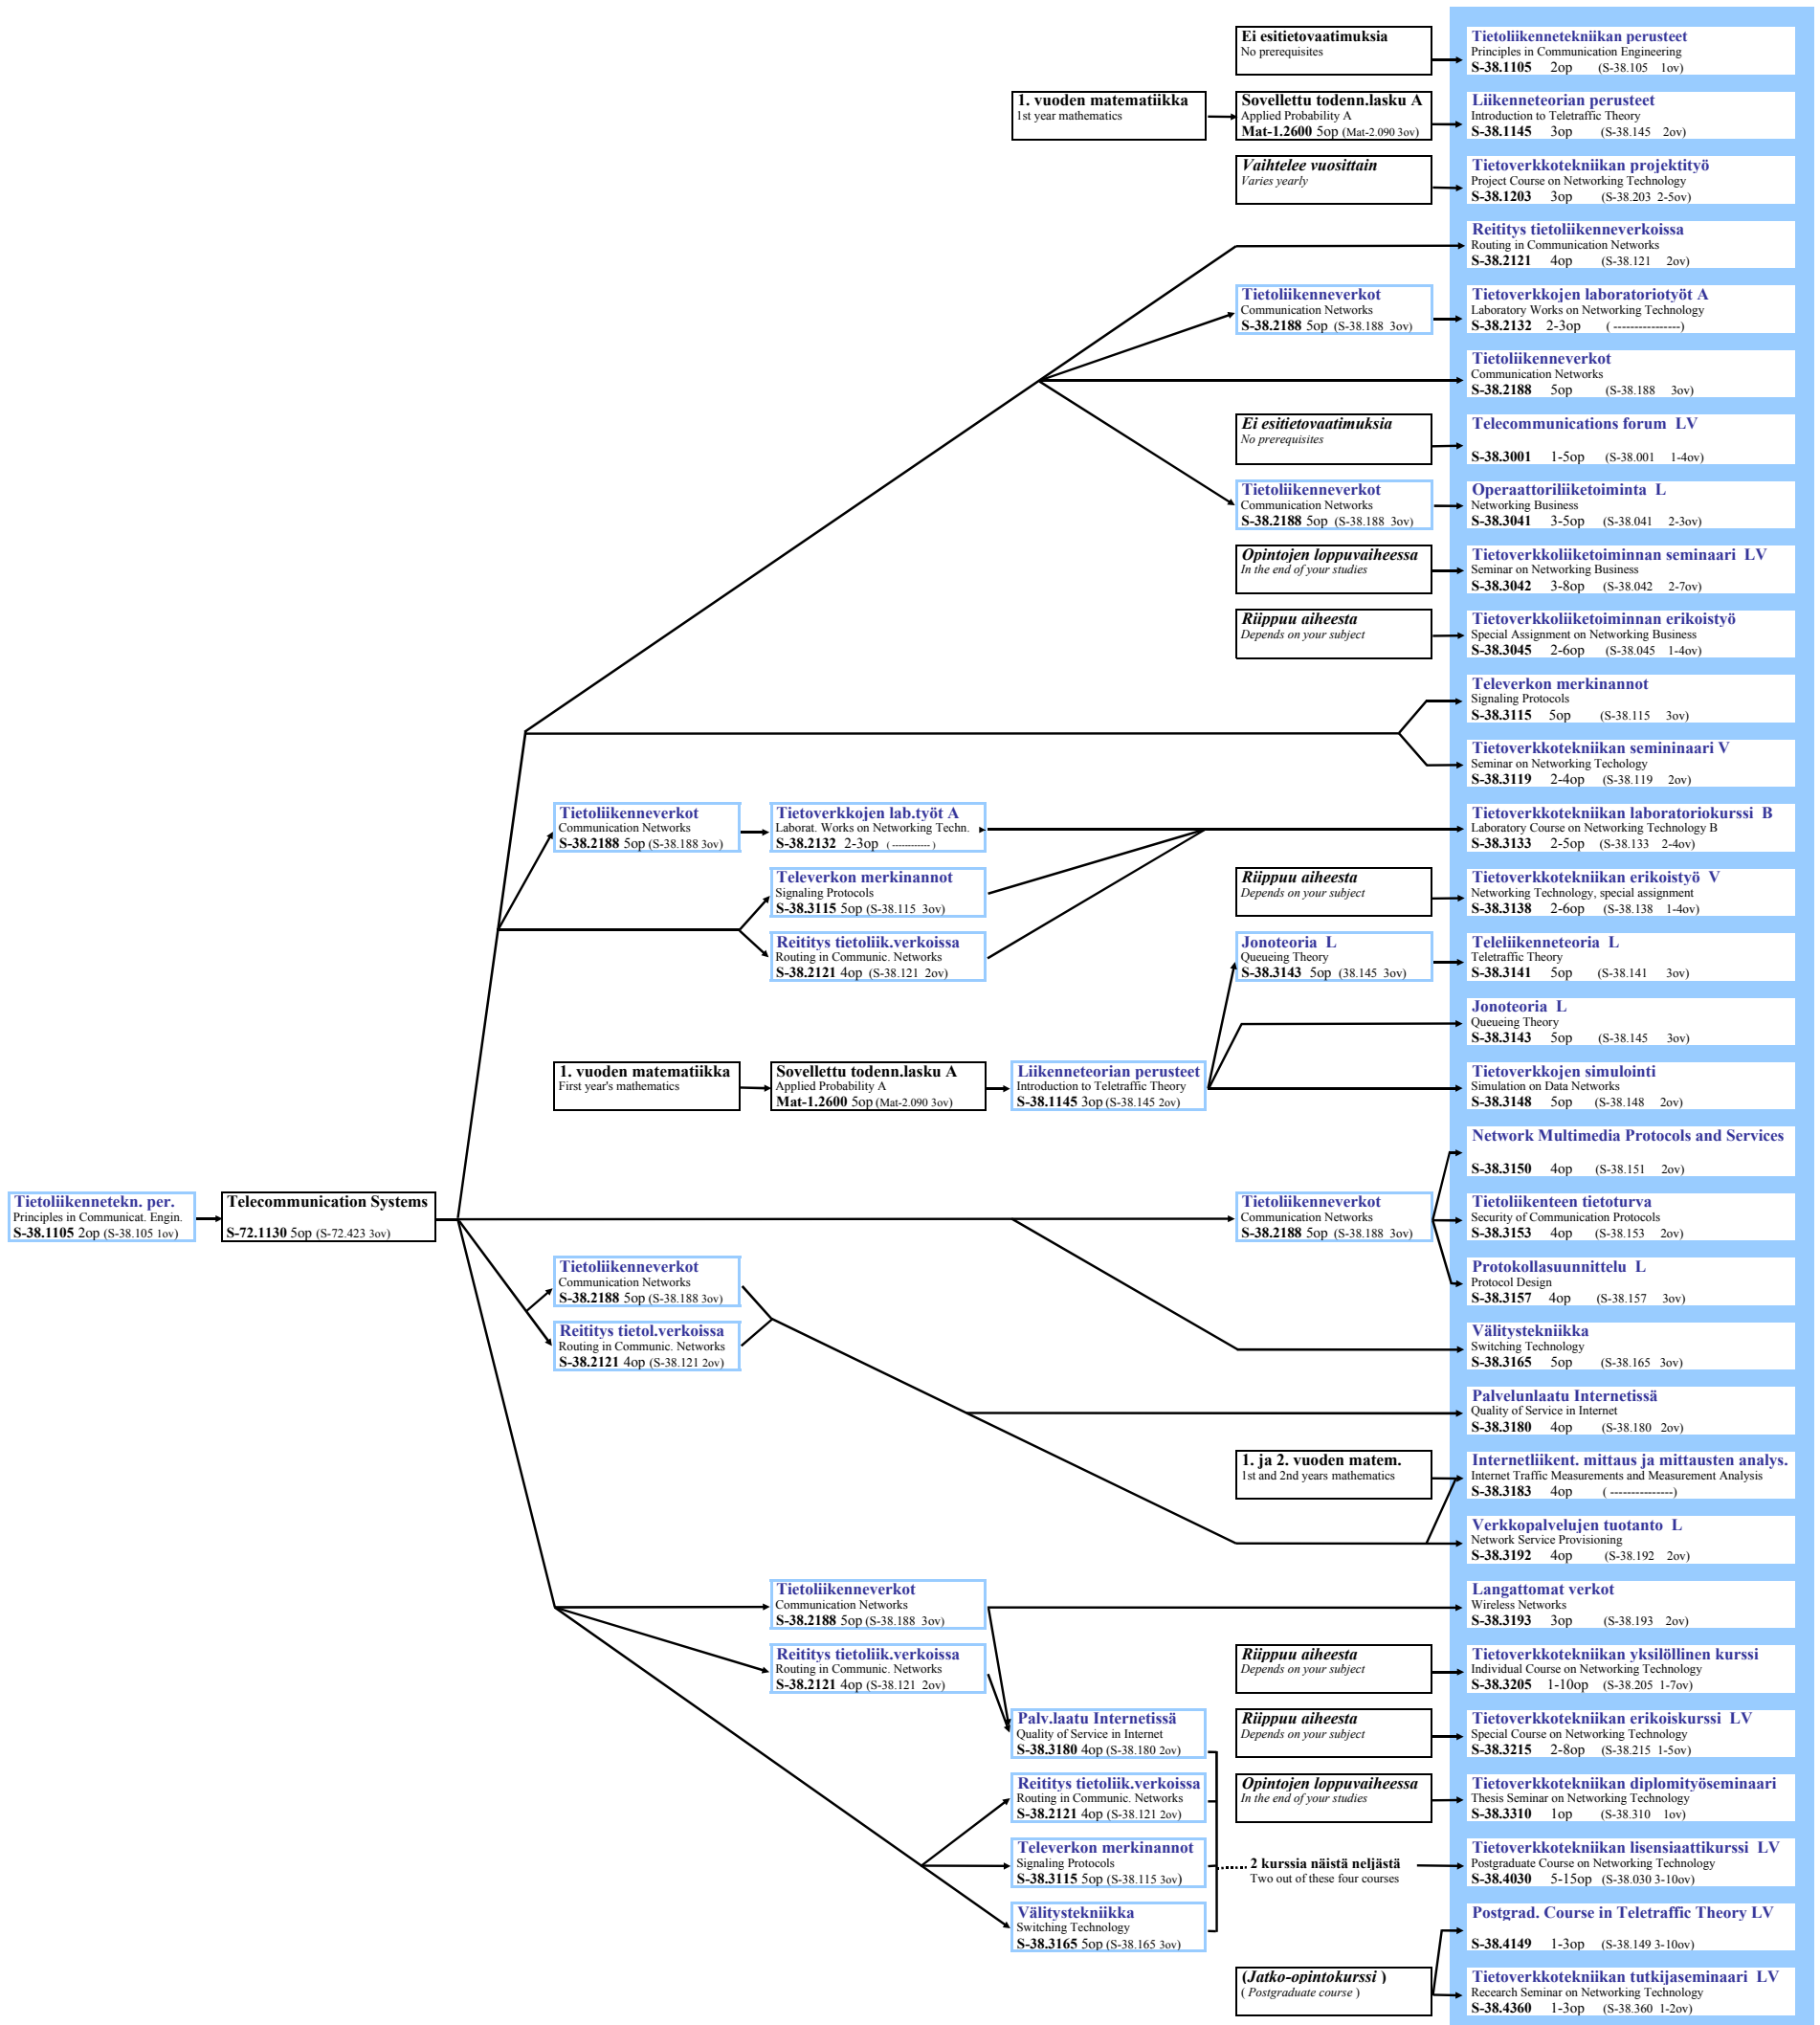 Ei esitietovaatimuksia
No prerequisites
Tietoliikennetekniikan perusteet
Principles in Communication Engineering
S-38.1105 2op (S-38.105 1ov)
1. vuoden matematiikka
1st year mathematics
Sovellettu todenn.lasku A
Applied Probability A
Mat-1.2600 5op (Mat-2.090 3ov)
Liikenneteorian perusteet
Introduction to Teletraffic Theory
S-38.1145 3op (S-38.145 2ov)
Vaihtelee vuosittain
Varies yearly
Tietoverkkotekniikan projektityö
Project Course on Networking Technology
S-38.1203 3op (S-38.203 2-5ov)
Reititys tietoliikenneverkoissa
Routing in Communication Networks
S-38.2121 4op (S-38.121 2ov)
Tietoliikenneverkot
Communication Networks
S-38.2188 5op (S-38.188 3ov)
Tietoverkkojen laboratoriotyöt A
Laboratory Works on Networking Technology
S-38.2132 2-3op ( ---------------)
Tietoliikenneverkot
Communication Networks
S-38.2188 5op (S-38.188 3ov)
Ei esitietovaatimuksia
No prerequisites
Telecommunications forum LV
S-38.3001 1-5op (S-38.001 1-4ov)
Tietoliikenneverkot
Communication Networks
S-38.2188 5op (S-38.188 3ov)
Operaattoriliiketoiminta L
Networking Business
S-38.3041 3-5op (S-38.041 2-3ov)
Opintojen loppuvaiheessa
In the end of your studies
Tietoverkkoliiketoiminnan seminaari LV
Seminar on Networking Business
S-38.3042 3-8op (S-38.042 2-7ov)
Riippuu aiheesta
Depends on your subject
Tietoverkkoliiketoiminnan erikoistyö
Special Assignment on Networking Business
S-38.3045 2-6op (S-38.045 1-4ov)
Televerkon merkinannot
Signaling Protocols
S-38.3115 5op (S-38.115 3ov)
Tietoverkkotekniikan semininaari V
Seminar on Networking Techology
S-38.3119 2-4op (S-38.119 2ov)
Tietoliikenneverkot
Communication Networks
S-38.2188 5op (S-38.188 3ov)
Tietoverkkojen lab.työt A
Laborat. Works on Networking Techn.
S-38.2132 2-3op ( ------------ )
Tietoverkkotekniikan laboratoriokurssi B
Laboratory Course on Networking Technology B
S-38.3133 2-5op (S-38.133 2-4ov)
Televerkon merkinannot
Signaling Protocols
S-38.3115 5op (S-38.115 3ov)
Riippuu aiheesta
Depends on your subject
Tietoverkkotekniikan erikoistyö V
Networking Technology, special assignment
S-38.3138 2-6op (S-38.138 1-4ov)
Reititys tietoliik.verkoissa
Routing in Communic. Networks
S-38.2121 4op (S-38.121 2ov)
Jonoteoria L
Queueing Theory
S-38.3143 5op (38.145 3ov)
Teleliikenneteoria L
Teletraffic Theory
S-38.3141 5op (S-38.141 3ov)
Jonoteoria L
Queueing Theory
S-38.3143 5op (S-38.145 3ov)
1. vuoden matematiikka
First year's mathematics
Sovellettu todenn.lasku A
Applied Probability A
Mat-1.2600 5op (Mat-2.090 3ov)
Liikenneteorian perusteet
Introduction to Teletraffic Theory
S-38.1145 3op (S-38.145 2ov)
Tietoverkkojen simulointi
Simulation on Data Networks
S-38.3148 5op (S-38.148 2ov)
Network Multimedia Protocols and Services
S-38.3150 4op (S-38.151 2ov)
Tietoliikennetekn. per.
Principles in Communicat. Engin.
S-38.1105 2op (S-38.105 1ov)
Telecommunication Systems
S-72.1130 5op (S-72.423 3ov)
Tietoliikenneverkot
Communication Networks
S-38.2188 5op (S-38.188 3ov)
Tietoliikenteen tietoturva
Security of Communication Protocols
S-38.3153 4op (S-38.153 2ov)
Tietoliikenneverkot
Communication Networks
S-38.2188 5op (S-38.188 3ov)
Protokollasuunnittelu L
Protocol Design
S-38.3157 4op (S-38.157 3ov)
Reititys tietol.verkoissa
Routing in Communic. Networks
S-38.2121 4op (S-38.121 2ov)
Välitystekniikka
Switching Technology
S-38.3165 5op (S-38.165 3ov)
Palvelunlaatu Internetissä
Quality of Service in Internet
S-38.3180 4op (S-38.180 2ov)
1. ja 2. vuoden matem.
1st and 2nd years mathematics
Internetliikent. mittaus ja mittausten analys.
Internet Traffic Measurements and Measurement Analysis
S-38.3183 4op ( ---------------)
Verkkopalvelujen tuotanto L
Network Service Provisioning
S-38.3192 4op (S-38.192 2ov)
Tietoliikenneverkot
Communication Networks
S-38.2188 5op (S-38.188 3ov)
Langattomat verkot
Wireless Networks
S-38.3193 3op (S-38.193 2ov)
Reititys tietoliik.verkoissa
Routing in Communic. Networks
S-38.2121 4op (S-38.121 2ov)
Riippuu aiheesta
Depends on your subject
Tietoverkkotekniikan yksilöllinen kurssi
Individual Course on Networking Technology
S-38.3205 1-10op (S-38.205 1-7ov)
Palv.laatu Internetissä
Quality of Service in Internet
S-38.3180 4op (S-38.180 2ov)
Riippuu aiheesta
Depends on your subject
Tietoverkkotekniikan erikoiskurssi LV
Special Course on Networking Technology
S-38.3215 2-8op (S-38.215 1-5ov)
Reititys tietoliik.verkoissa
Routing in Communic. Networks
S-38.2121 4op (S-38.121 2ov)
Opintojen loppuvaiheessa
In the end of your studies
Tietoverkkotekniikan diplomityöseminaari
Thesis Seminar on Networking Technology
S-38.3310 1op (S-38.310 1ov)
Televerkon merkinannot
Signaling Protocols
S-38.3115 5op (S-38.115 3ov)
2 kurssia näistä neljästä
Two out of these four courses
Tietoverkkotekniikan lisensiaattikurssi LV
Postgraduate Course on Networking Technology
S-38.4030 5-15op (S-38.030 3-10ov)
Välitystekniikka
Switching Technology
S-38.3165 5op (S-38.165 3ov)
Postgrad. Course in Teletraffic Theory LV
S-38.4149 1-3op (S-38.149 3-10ov)
(Jatko-opintokurssi )
( Postgraduate course )
Tietoverkkotekniikan tutkijaseminaari LV
Recearch Seminar on Networking Technology
S-38.4360 1-3op (S-38.360 1-2ov)